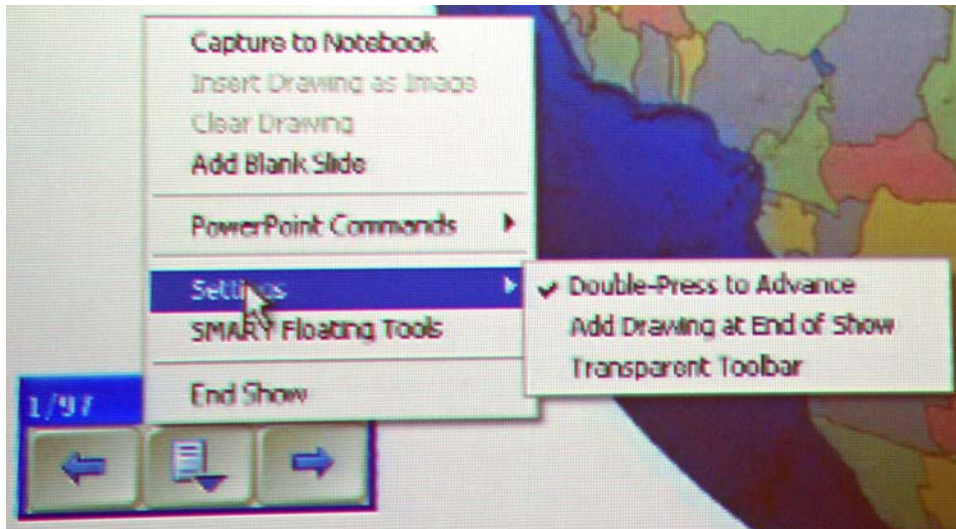 Capture to Notebook
Insert Drawing as Image
Clear Drawing
Add Blank Slide
PowerPoint Commands
Settings
SMART Floating Tools
End Show
Double-Press to Advance
Add Drawing at End of Show
Transparent Toolbar
1/97